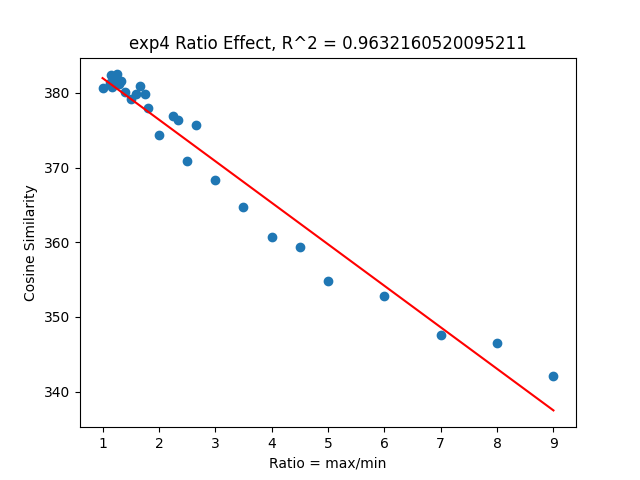 exp4 Ratio Effect, R^2 = 0.9632160520095211
380
370
360
350
340
Cosine Similarity
1 2 3 4 5 6 7 8 9
Ratio = max/min